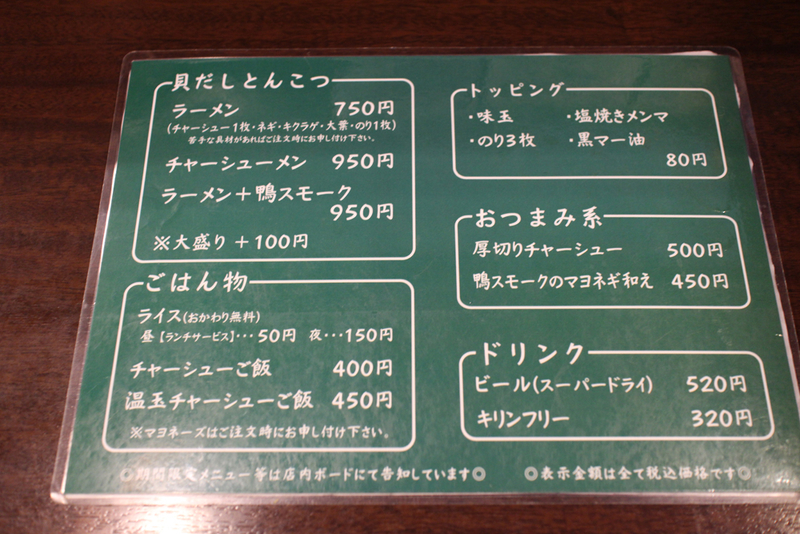 貝だしとんこつ
ラーメン 750円
(チャーシュー1枚・ネギ・キクラゲ・大葉・のり1枚)
苦手な具材があればご注文時にお申し付け下さい。
チャーシューメン 950円
ラーメン＋鴨スモーク
950円
※大盛り ＋100円
ごはん物
ライス(おかわり無料)
昼【ランチサービス】・・・50円 夜・・・150円
チャーシューご飯 400円
温玉チャーシューご飯 450円
※マヨネーズはご注文時にお申し付け下さい。
トッピング
・味玉 ・塩焼きメンマ
・のり3枚 ・黒マー油
80円
おつまみ系
厚切りチャーシュー 500円
鴨スモークのマヨネギ和え 450円
ドリンク
ビール(スーパードライ) 520円
キリンフリー 320円
◎期間限定メニュー等は店内ボードにて告知しています◎ ◎表示金額は全て税込価格です◎